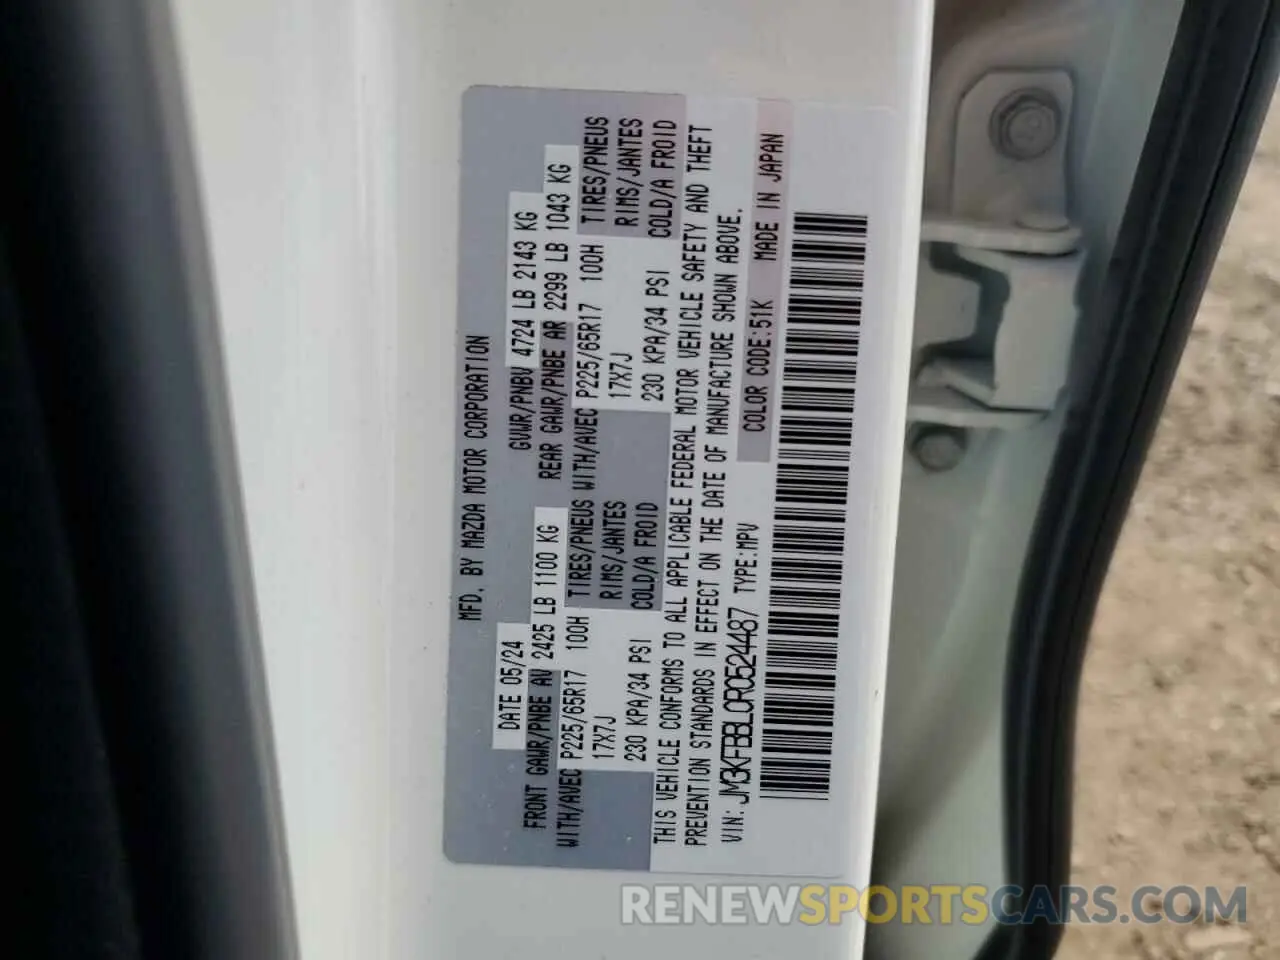 MFD. BY MAZDA MOTOR CORPORATION
DATE 05/24 GVWR/PNBV 4724 LB 2143 KG
FRONT GAWR/PNBE AV 2425 LB 1100 KG REAR GAWR/PNBE AR 2299 LB 1043 KG
WITH/AVEC P225/65R17 100H TIRES/PNEUS WITH/AVEC P225/65R17 100H TIRES/PNEUS
17X7J RIMS/JANTES 17X7J RIMS/JANTES
230 KPA/34 PSI COLD/A FROID 230 KPA/34 PSI COLD/A FROID
THIS VEHICLE CONFORMS TO ALL APPLICABLE FEDERAL MOTOR VEHICLE SAFETY AND THEFT
PREVENTION STANDARDS IN EFFECT ON THE DATE OF MANUFACTURE SHOWN ABOVE.
VIN: JM3KFBBL0R0524487 TYPE:MPV COLOR CODE:51K MADE IN JAPAN
RENEWSPORTSCARS.COM